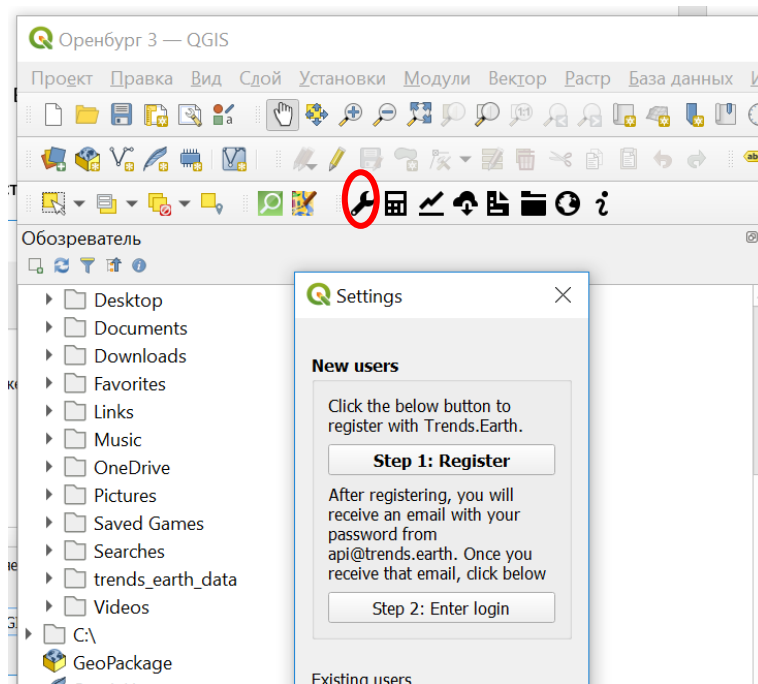 Оренбург 3 — QGIS
Проект Правка Вид Слой Установки Модули Вектор Растр База данных
Обозреватель
Desktop
Documents
Downloads
Favorites
Links
Music
OneDrive
Pictures
Saved Games
Searches
trends_earth_data
Videos
C:\
GeoPackage
Settings
New users
Click the below button to
register with Trends.Earth.
Step 1: Register
After registering, you will
receive an email with your
password from
api@trends.earth. Once you
receive that email, click below
Step 2: Enter login
Existing users